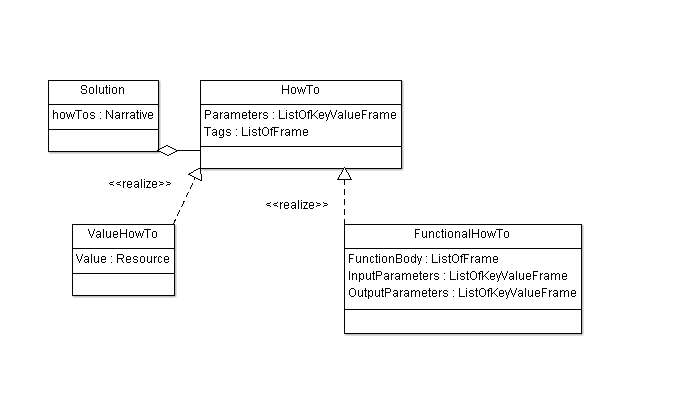 Solution
howTos : Narrative
HowTo
Parameters : ListOfKeyValueFrame
Tags : ListOfFrame
<<realize>>
<<realize>>
ValueHowTo
Value : Resource
FunctionalHowTo
FunctionBody : ListOfFrame
InputParameters : ListOfKeyValueFrame
OutputParameters : ListOfKeyValueFrame